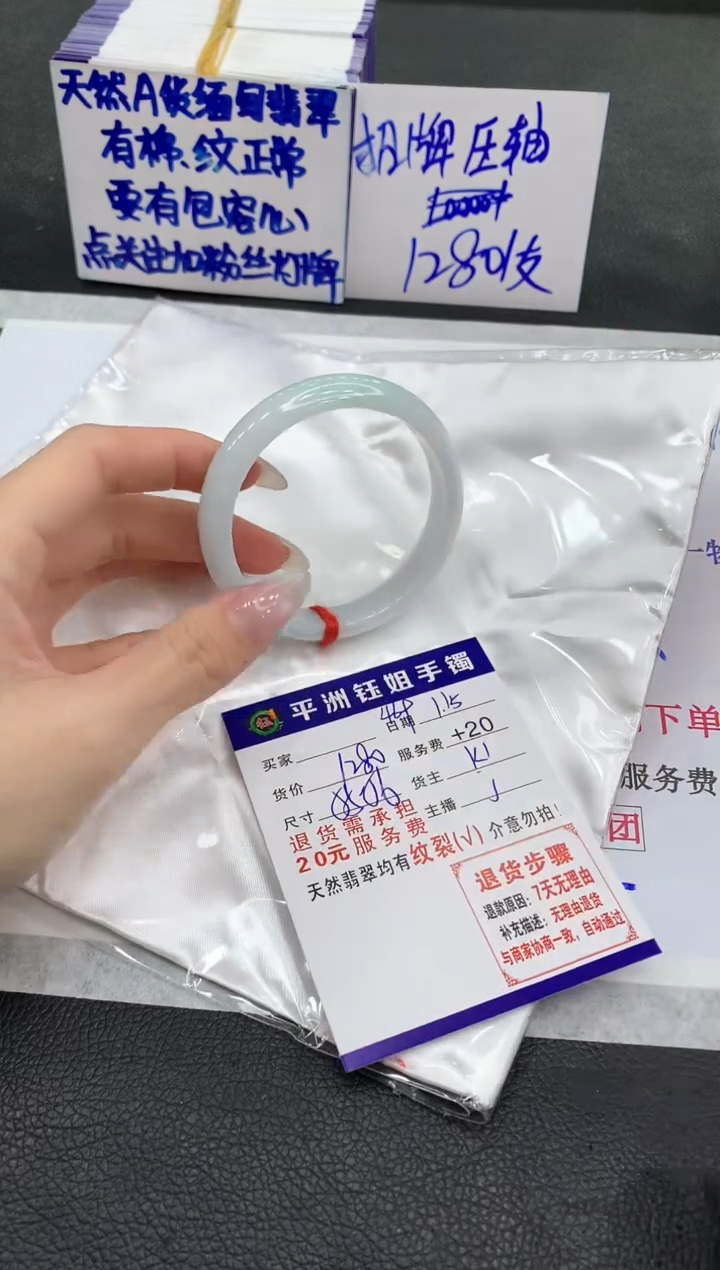 天然A货缅甸翡翠
有棉、纹正常
要有包容心
点关注加粉丝灯牌
招牌压轴
1280/支
平洲钰姐手镯
买家 日期 1.15
货价 1280 服务费 +20
尺寸 货主 K1
退货需承担 主播 J
20元服务费
天然翡翠均有纹裂(√)介意勿拍!
退货步骤
退款原因:7天无理由
补充描述:无理由退货
与商家协商一致,自动通过
钰
下单
服务费
团